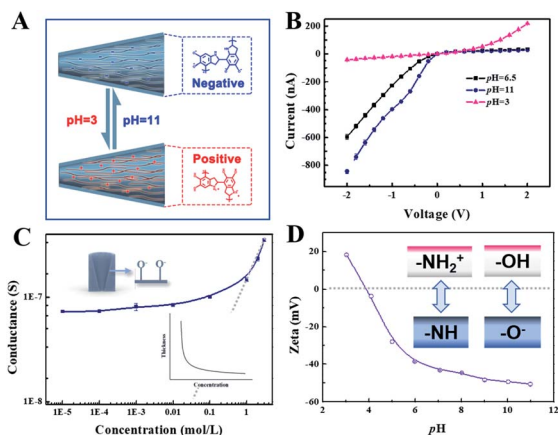 A
Negative
pH=3
pH=11
Positive
B
Current (nA)
200
0
-200
-400
-600
-800
pH=6.5
pH=11
pH=3
-2
-1
0
1
2
Voltage (V)
C
Conductance (S)
1E-7
1E-8
O⁻ O⁻
Thickness
Concentration
1E-5 1E-4 1E-3 0.01 0.1 1
Concentration (mol/L)
D
Zeta (mV)
20
0
-20
-40
-60
-NH₂⁺
-OH
-NH
-O⁻
2 4 6 8 10 12
pH